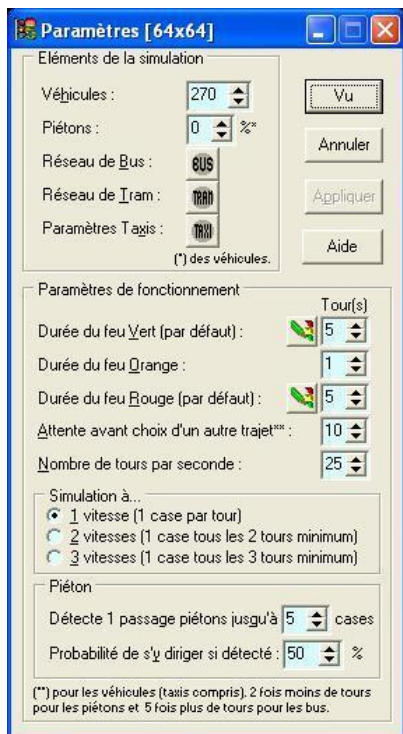 Paramètres [64x64]
Eléments de la simulation
Véhicules : 270
Vu
Piétons : 0 %*
Annuler
Réseau de Bus : BUS
Réseau de Tram : TRAM
Appliquer
Paramètres Taxis : TAXI
Aide
(*) des véhicules.
Paramètres de fonctionnement
Tour(s)
Durée du feu Vert (par défaut) : 5
Durée du feu Orange : 1
Durée du feu Rouge (par défaut) : 5
Attente avant choix d'un autre trajet** : 10
Nombre de tours par seconde : 25
Simulation à...
1 vitesse (1 case par tour)
2 vitesses (1 case tous les 2 tours minimum)
3 vitesses (1 case tous les 3 tours minimum)
Piéton
Détecte 1 passage piétons jusqu'à 5 cases
Probabilité de s'y diriger si détecté : 50 %
(**) pour les véhicules (taxis compris). 2 fois moins de tours
pour les piétons et 5 fois plus de tours pour les bus.